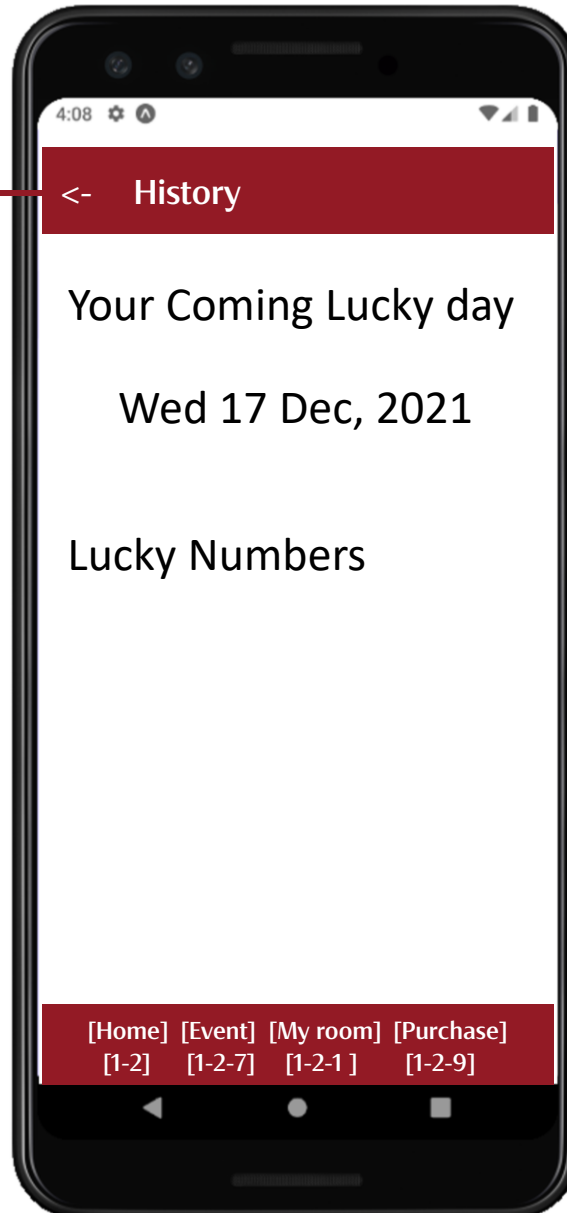 4:08
<- History
Your Coming Lucky day
Wed 17 Dec, 2021
Lucky Numbers
[Home] [Event] [My room] [Purchase]
[1-2] [1-2-7] [1-2-1 ] [1-2-9]